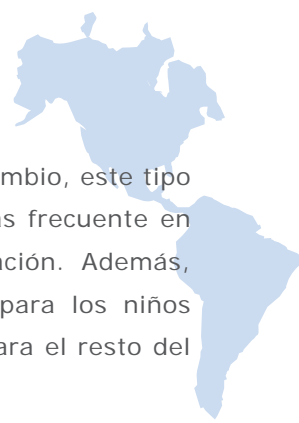 mbio, este tipo
s frecuente en
ación. Además,
para los niños
ara el resto del